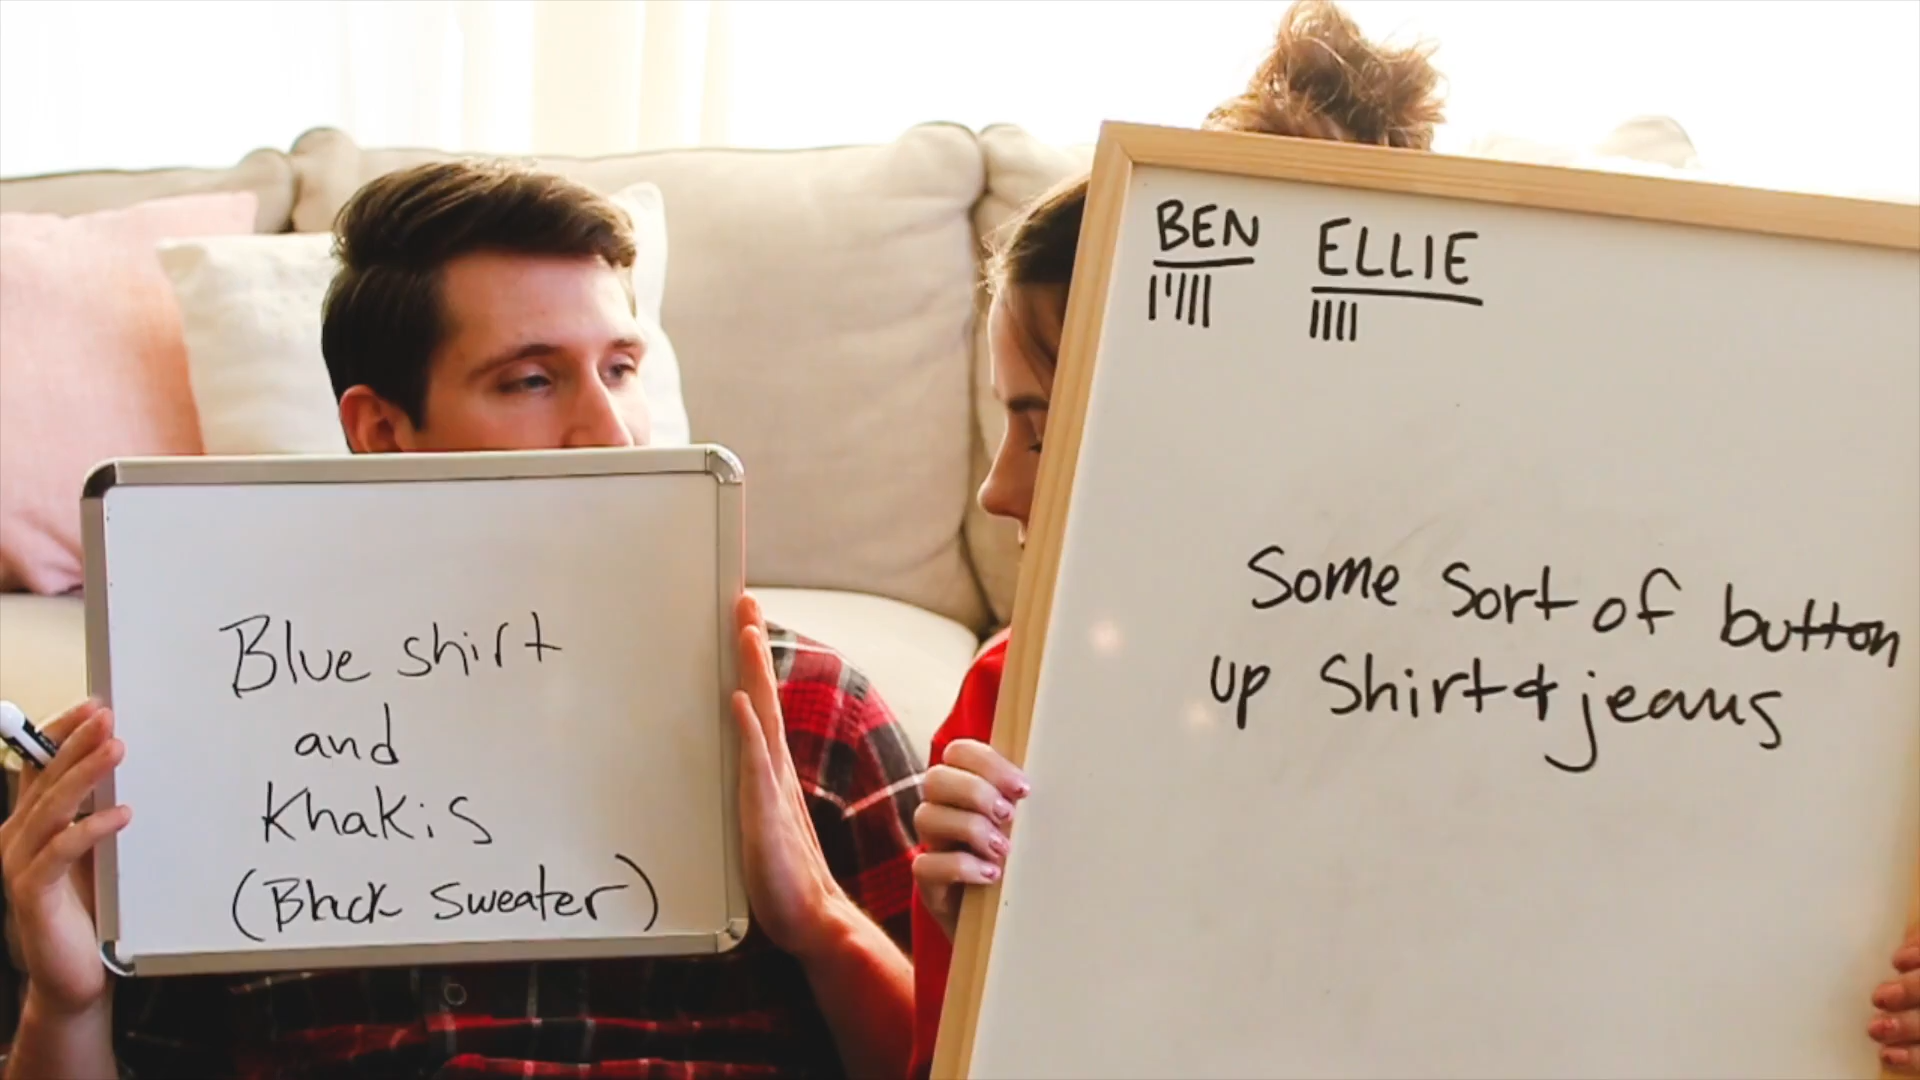 Blue shirt
and
Khakis
(Black sweater)
BEN ELLIE
Some sort of button
up shirt & jeans